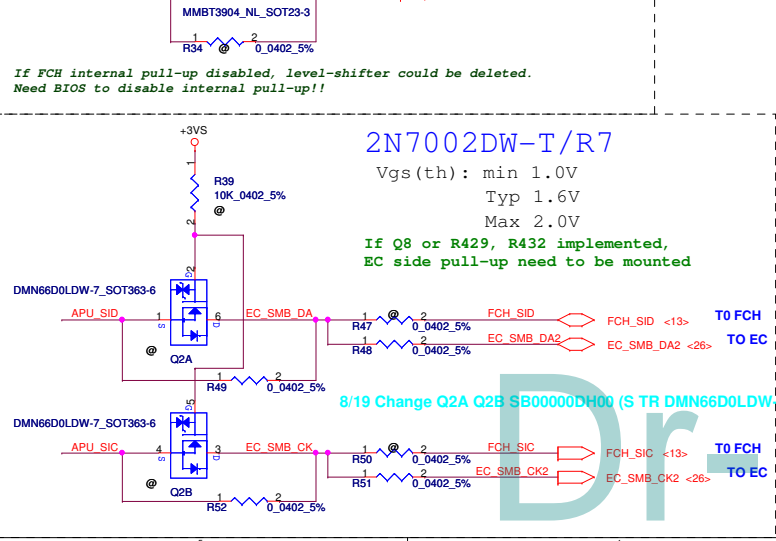 MMBT3904_NL_SOT23-3
1 2
R34 @ 0_0402_5%
If FCH internal pull-up disabled, level-shifter could be deleted.
Need BIOS to disable internal pull-up!!
+3VS
2N7002DW-T/R7
Vgs(th): min 1.0V
Typ 1.6V
Max 2.0V
1
R39
10K_0402_5%
@
2
If Q8 or R429, R432 implemented,
EC side pull-up need to be mounted
2
G
DMN66D0LDW-7_SOT363-6
APU_SID 1 6 EC_SMB_DA 1 @ 2 FCH_SID
S D
R47 0_0402_5%
FCH_SID <13> T0 FCH
@
Q2A
1 2 EC_SMB_DA2
R48 0_0402_5%
EC_SMB_DA2 <26> TO EC
1 2
R49 0_0402_5%
8/19 Change Q2A Q2B SB00000DH00 (S TR DMN66D0LDW-
5
G
DMN66D0LDW-7_SOT363-6
APU_SIC 4 3 EC_SMB_CK 1 @ 2 FCH_SIC
S D
R50 0_0402_5%
FCH_SIC <13> T0 FCH
@
Q2B
1 2 EC_SMB_CK2
R51 0_0402_5%
EC_SMB_CK2 <26> TO EC
1 2
R52 0_0402_5%
Dr-